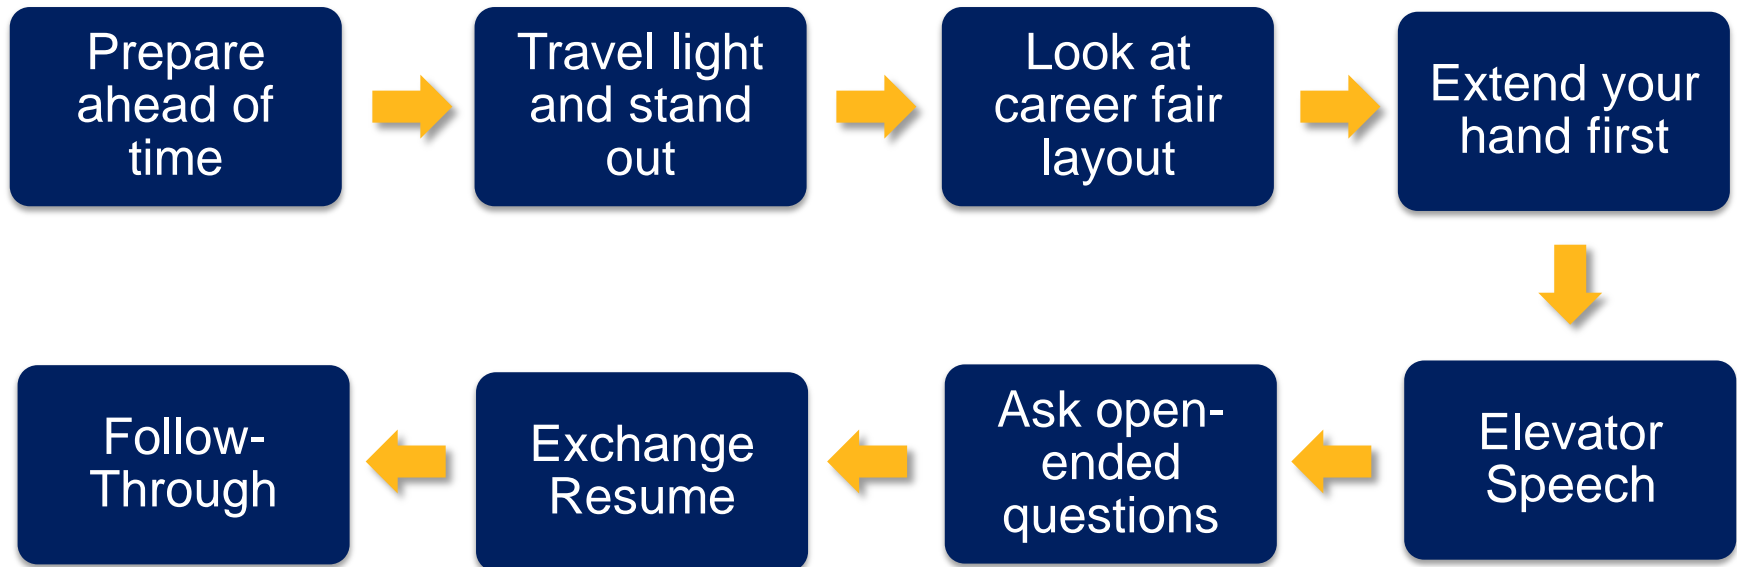 Prepare
ahead of
time
Travel light
and stand
out
Look at
career fair
layout
Extend your
hand first
Elevator
Speech
Ask open-
ended
questions
Exchange
Resume
Follow-
Through